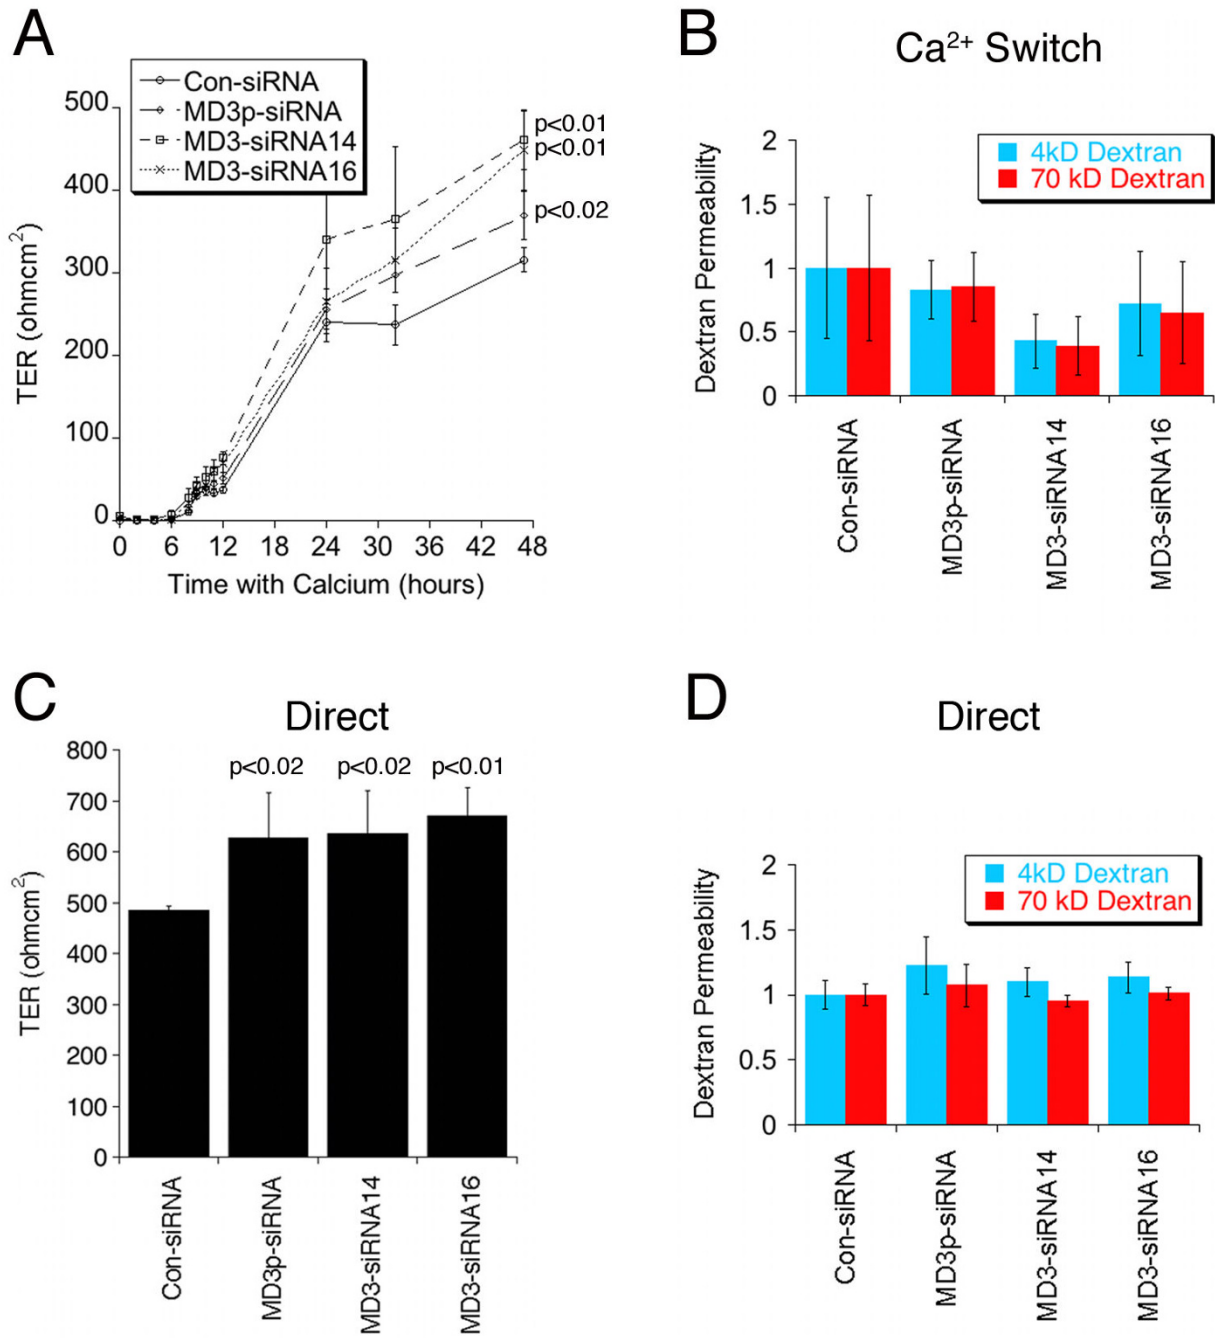 A
Con-siRNA
MD3p-siRNA
MD3-siRNA14
MD3-siRNA16
500
400
300
200
100
0
TER (ohmcm²)
p<0.01
p<0.01
p<0.02
0 6 12 18 24 30 36 42 48
Time with Calcium (hours)
B
Ca²⁺ Switch
4kD Dextran
70 kD Dextran
2
1.5
1
0.5
0
Dextran Permeability
Con-siRNA
MD3p-siRNA
MD3-siRNA14
MD3-siRNA16
C
Direct
800
700
600
500
400
300
200
100
0
TER (ohmcm²)
p<0.02 p<0.02 p<0.01
Con-siRNA
MD3p-siRNA
MD3-siRNA14
MD3-siRNA16
D
Direct
4kD Dextran
70 kD Dextran
2
1.5
1
0.5
0
Dextran Permeability
Con-siRNA
MD3p-siRNA
MD3-siRNA14
MD3-siRNA16